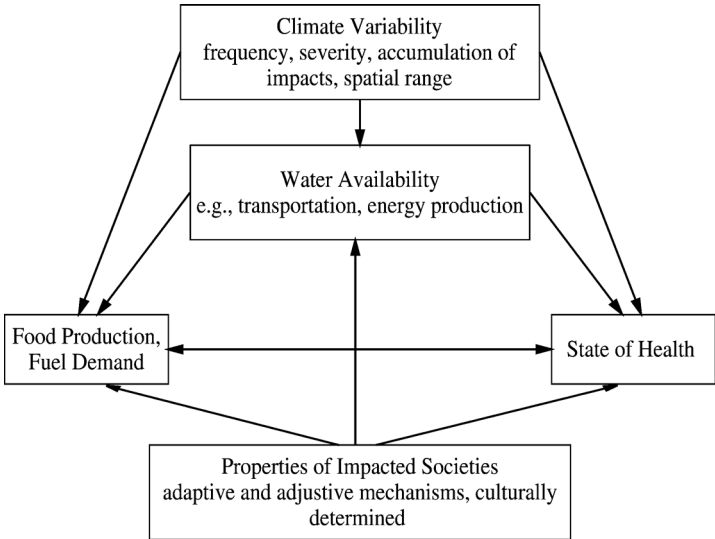 Climate Variability
frequency, severity, accumulation of
impacts, spatial range
Water Availability
e.g., transportation, energy production
Food Production,
Fuel Demand
State of Health
Properties of Impacted Societies
adaptive and adjustive mechanisms, culturally
determined